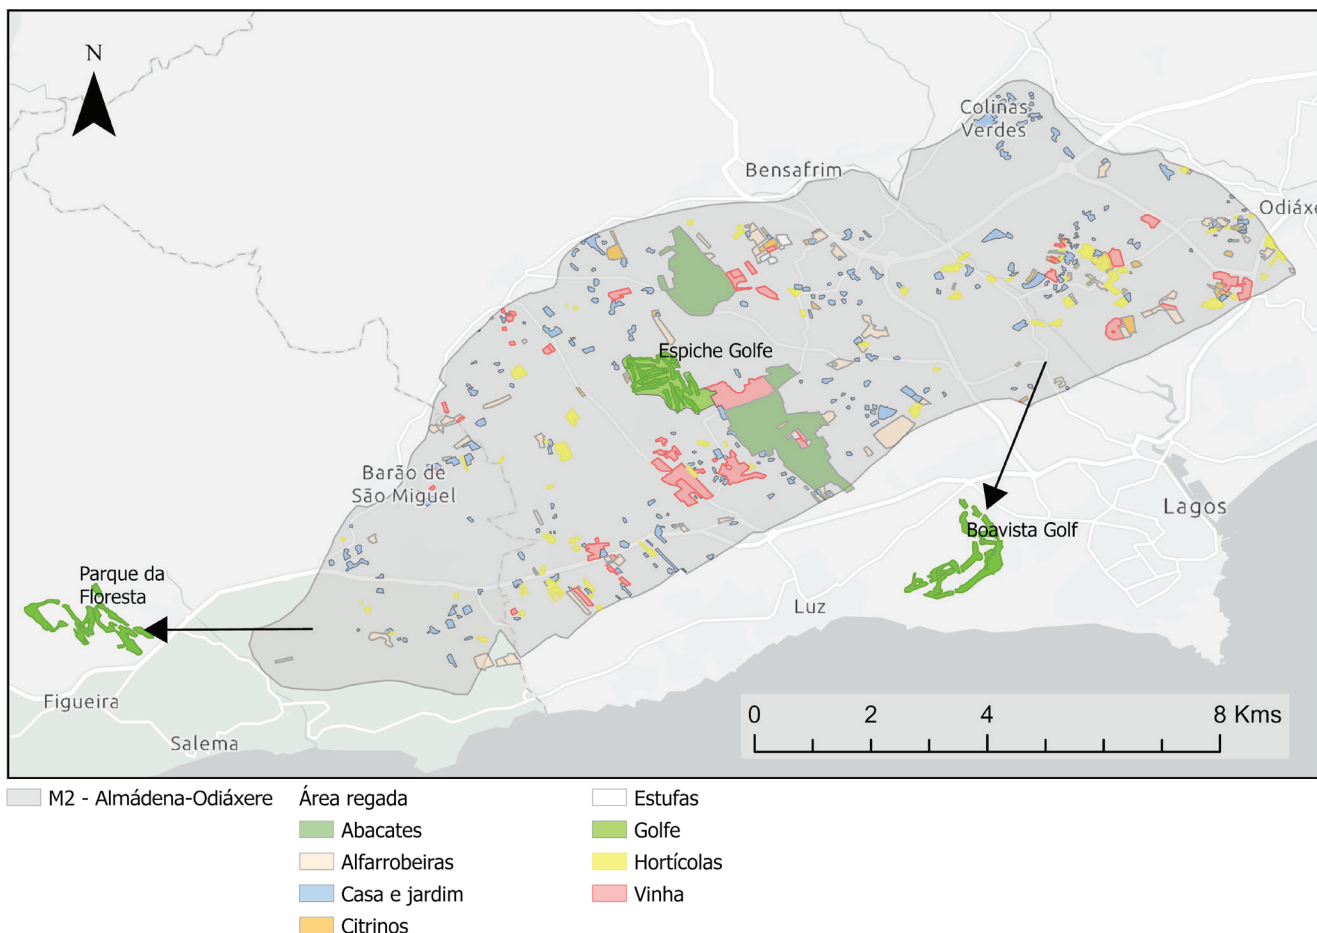 N
Colinas
Verdes
Bensafrim
Odiáxe
Espiche Golfe
Barão de
São Miguel
Lagos
Boavista Golf
Parque da
Floresta
Luz
Figueira
Salema
0 2 4 8 Kms
M2 - Almádena-Odiáxere
Área regada
Abacates
Alfarrobeiras
Casa e jardim
Citrinos
Estufas
Golfe
Hortícolas
Vinha